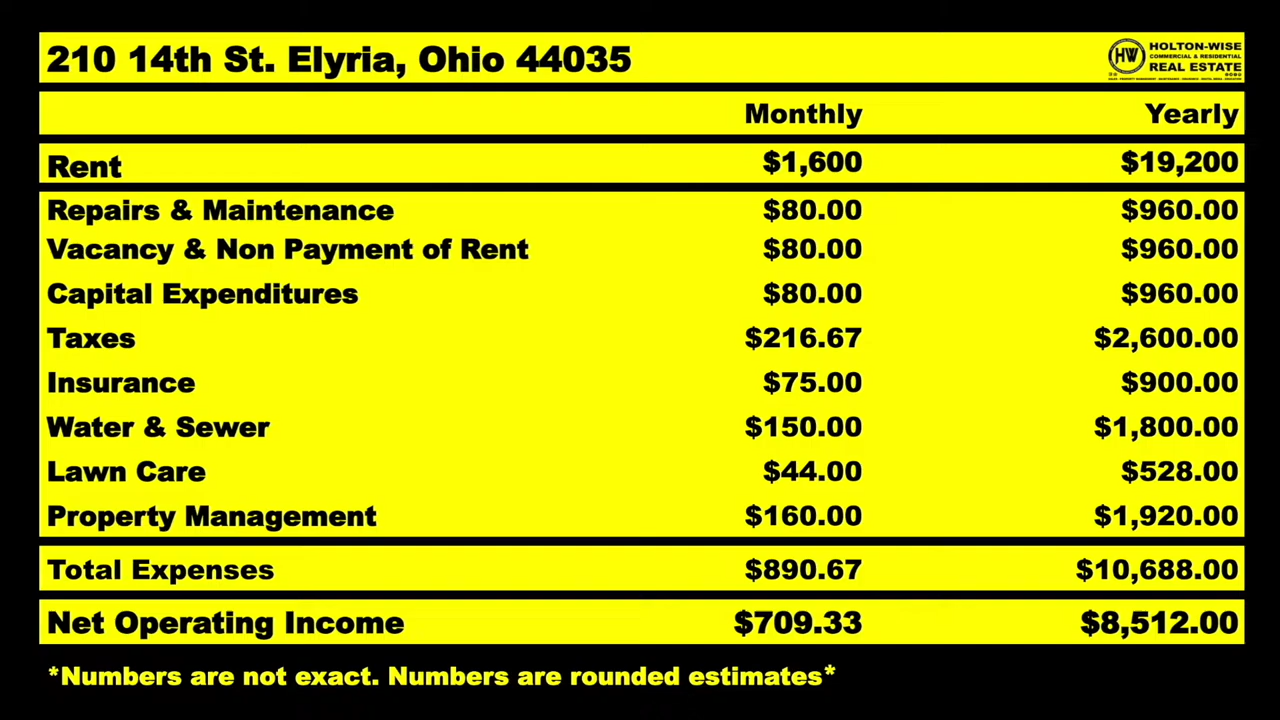 210 14th St. Elyria, Ohio 44035
HW
HOLTON-WISE
COMMERCIAL & RESIDENTIAL
REAL ESTATE
Monthly Yearly
Rent $1,600 $19,200
Repairs & Maintenance $80.00 $960.00
Vacancy & Non Payment of Rent $80.00 $960.00
Capital Expenditures $80.00 $960.00
Taxes $216.67 $2,600.00
Insurance $75.00 $900.00
Water & Sewer $150.00 $1,800.00
Lawn Care $44.00 $528.00
Property Management $160.00 $1,920.00
Total Expenses $890.67 $10,688.00
Net Operating Income $709.33 $8,512.00
*Numbers are not exact. Numbers are rounded estimates*